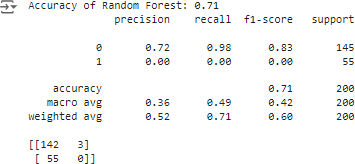 Accuracy of Random Forest: 0.71
precision recall f1-score support
0 0.72 0.98 0.83 145
1 0.00 0.00 0.00 55
accuracy 0.71 200
macro avg 0.36 0.49 0.42 200
weighted avg 0.52 0.71 0.60 200
[[142 3]
[ 55 0]]